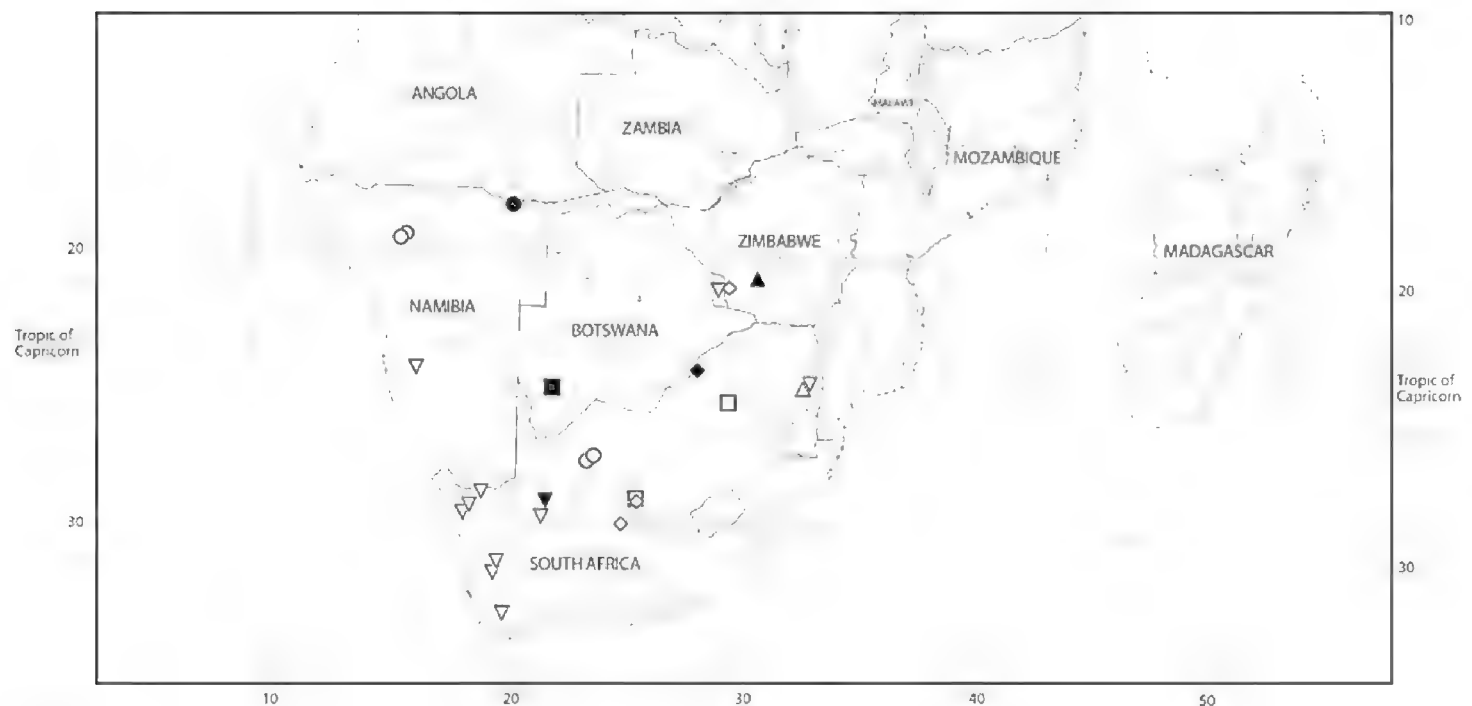 10
ANGOLA
MALAWI
ZAMBIA
MOZAMBIQUE
20
ZIMBABWE
MADAGASCAR
20
NAMIBIA
BOTSWANA
Tropic of
Capricorn
Tropic of
Capricorn
30
SOUTH AFRICA
30
10
20
30
40
50